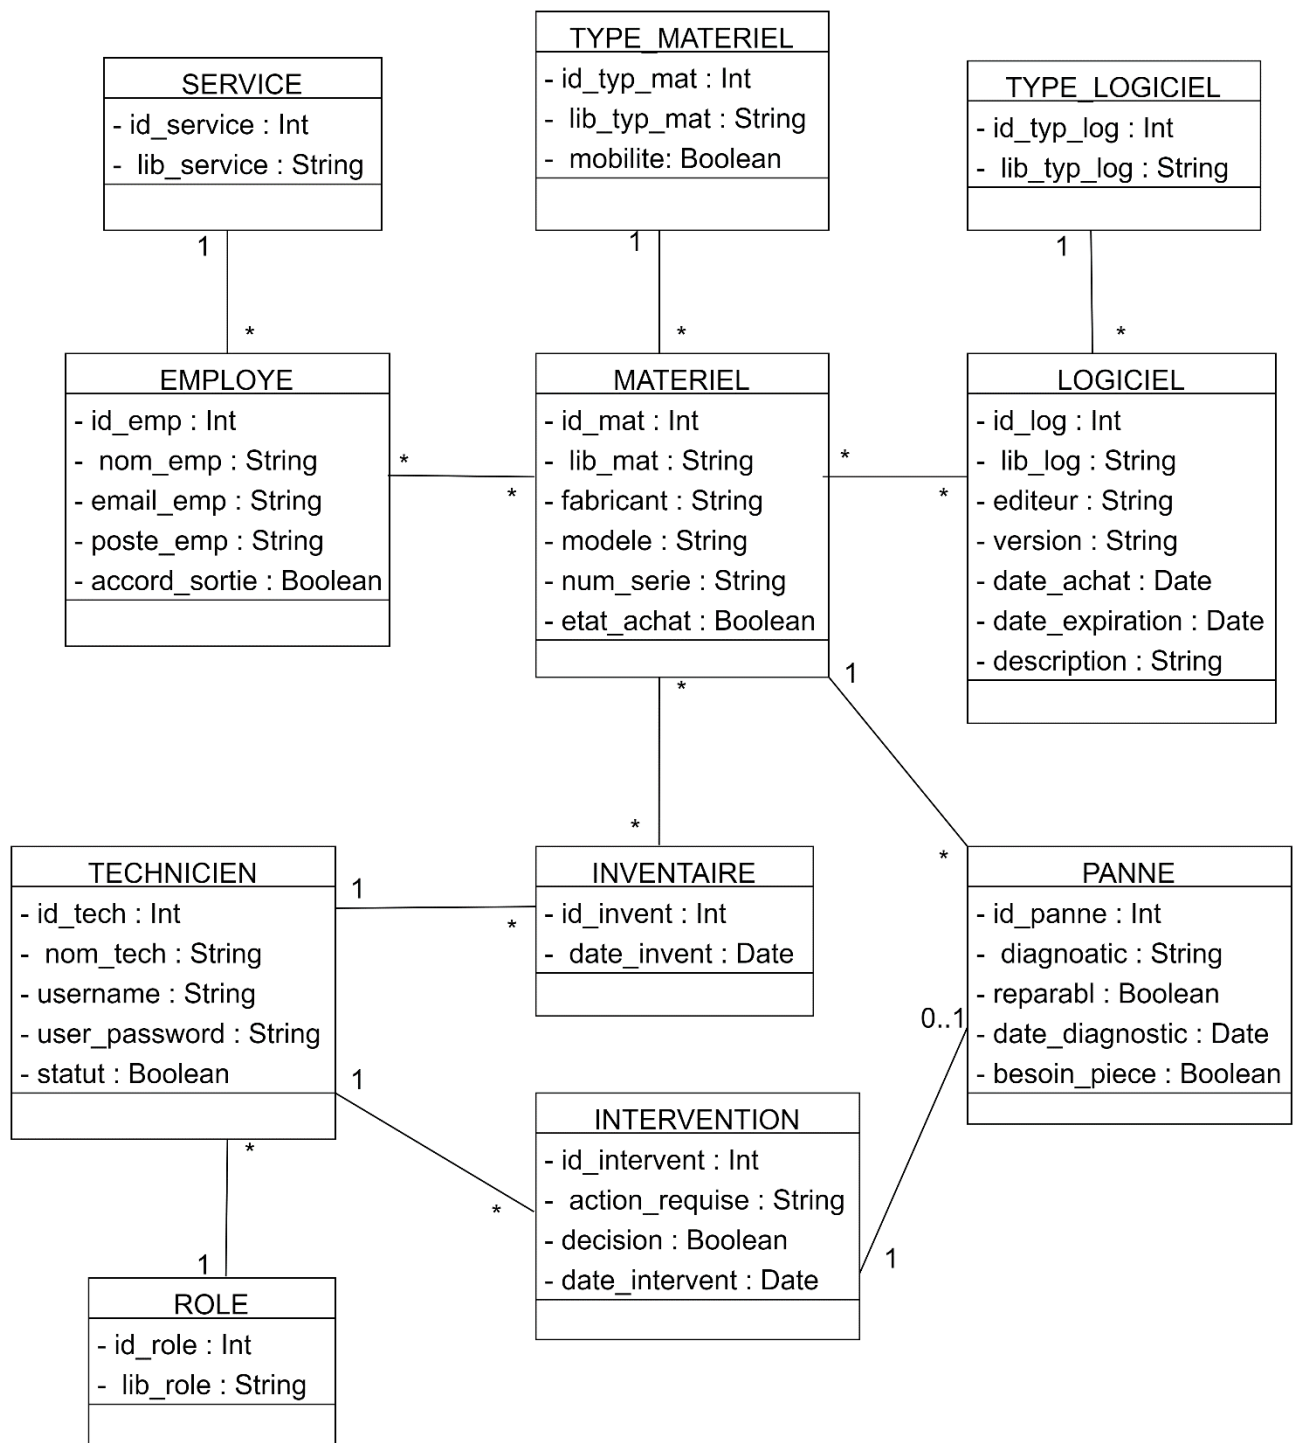 TYPE_MATERIEL
- id_typ_mat : Int
- lib_typ_mat : String
- mobilite: Boolean
SERVICE
- id_service : Int
- lib_service : String
TYPE_LOGICIEL
- id_typ_log : Int
- lib_typ_log : String
1
1
1
*
*
*
EMPLOYE
- id_emp : Int
- nom_emp : String
- email_emp : String
- poste_emp : String
- accord_sortie : Boolean
*
*
MATERIEL
- id_mat : Int
- lib_mat : String
- fabricant : String
- modele : String
- num_serie : String
- etat_achat : Boolean
*
*
LOGICIEL
- id_log : Int
- lib_log : String
- editeur : String
- version : String
- date_achat : Date
- date_expiration : Date
- description : String
*
1
*
*
TECHNICIEN
- id_tech : Int
- nom_tech : String
- username : String
- user_password : String
- statut : Boolean
1
*
INVENTAIRE
- id_invent : Int
- date_invent : Date
PANNE
- id_panne : Int
- diagnoatic : String
- reparabl : Boolean
- date_diagnostic : Date
- besoin_piece : Boolean
0..1
1
*
INTERVENTION
- id_intervent : Int
- action_requise : String
- decision : Boolean
- date_intervent : Date
1
*
1
ROLE
- id_role : Int
- lib_role : String